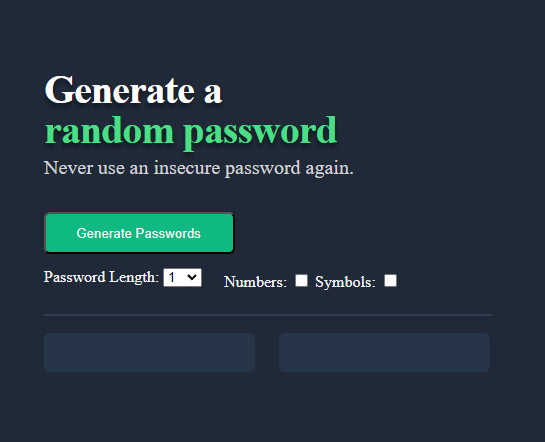 Generate a
random password
Never use an insecure password again.
Generate Passwords
Password Length: 1 Numbers: Symbols: